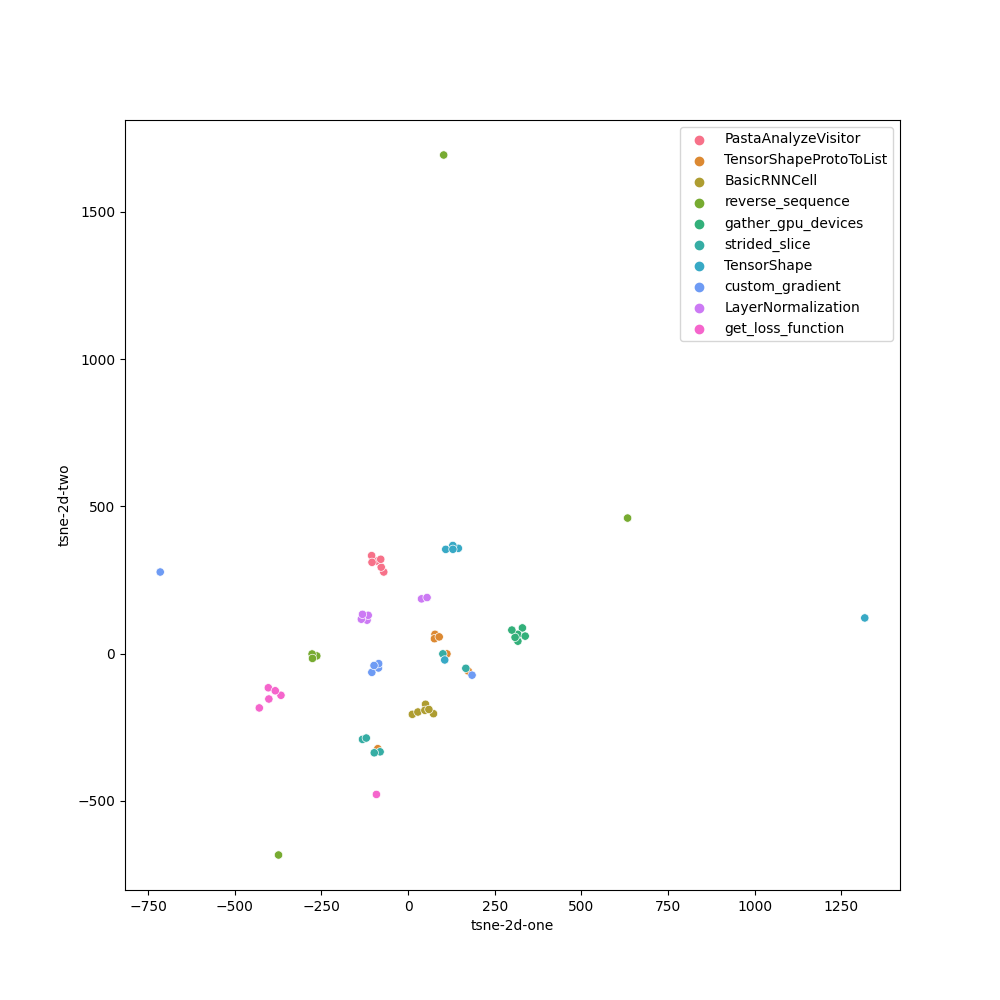 PastaAnalyzeVisitor
TensorShapeProtoToList
BasicRNNCell
reverse_sequence
gather_gpu_devices
strided_slice
TensorShape
custom_gradient
LayerNormalization
get_loss_function
1500
1000
500
0
−500
tsne-2d-two
−750 −500 −250 0 250 500 750 1000 1250
tsne-2d-one